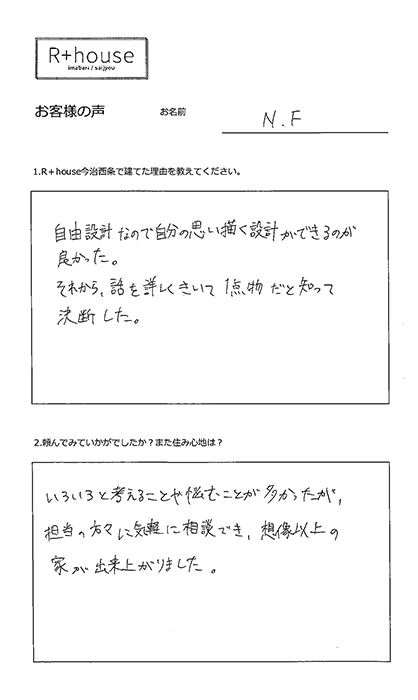 R+house
imabari / saijyou
お客様の声 お名前 N.F
1.R+house今治西条で建てた理由を教えてください。
自由設計なので自分の思い描く設計ができるのが
良かった。
それから、話を詳しくきいて1点物だと知って
決断した。
2.頼んでみていかがでしたか？また住み心地は？
いろいろと考えることや悩むことが多かったが、
担当の方々に気軽に相談でき、想像以上の
家が出来上がりました。